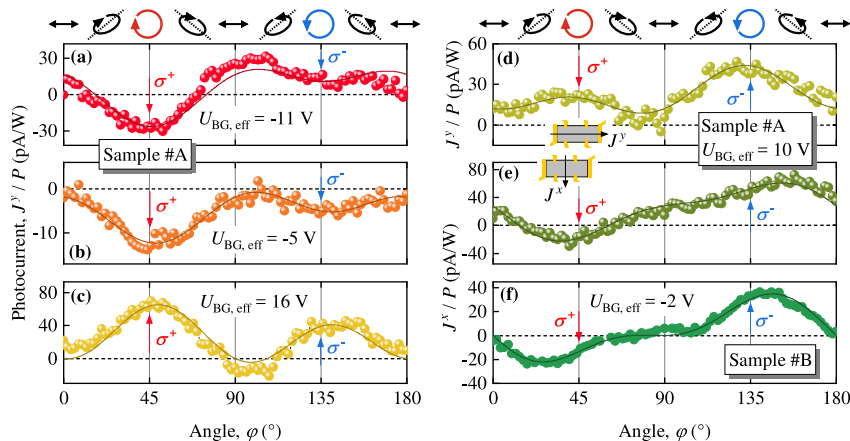 (a)
σ⁺
σ⁻
U_BG, eff = -11 V
Sample #A
30
0
-30
(b)
σ⁺
σ⁻
U_BG, eff = -5 V
0
-10
(c)
σ⁺
σ⁻
U_BG, eff = 16 V
80
40
0
0 45 90 135 180
Angle, φ (°)
Photocurrent, J^y / P (pA/W)
(d)
σ⁺
σ⁻
Sample #A
U_BG, eff = 10 V
J^y
J^x
60
30
0
J^y / P (pA/W)
(e)
σ⁺
σ⁻
80
40
0
-40
(f)
σ⁺
σ⁻
U_BG, eff = -2 V
Sample #B
40
0
-40
J^x / P (pA/W)
0 45 90 135 180
Angle, φ (°)